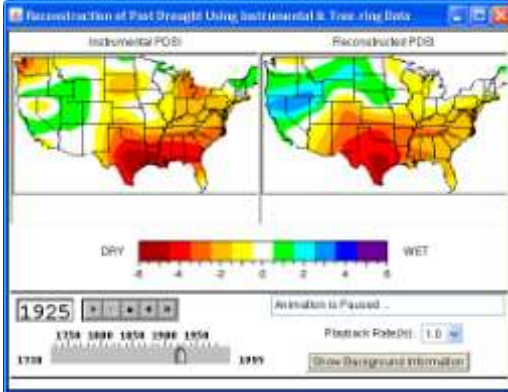 Reconstruction of Past Drought Using Instrumental & Tree-ring Data
Instrumental PDSI
Reconstructed PDSI
DRY
WET
-6 -4 -2 0 2 4 6
1925
Animation is Paused ..
1750 1800 1850 1900 1950
1730
1995
Playback Rate(/s): 1.0
Show Background Information